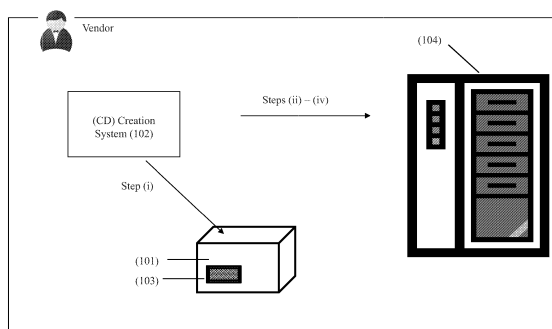 Vendor
(104)
(CD) Creation
System (102)
Steps (ii) – (iv)
Step (i)
(101)
(103)